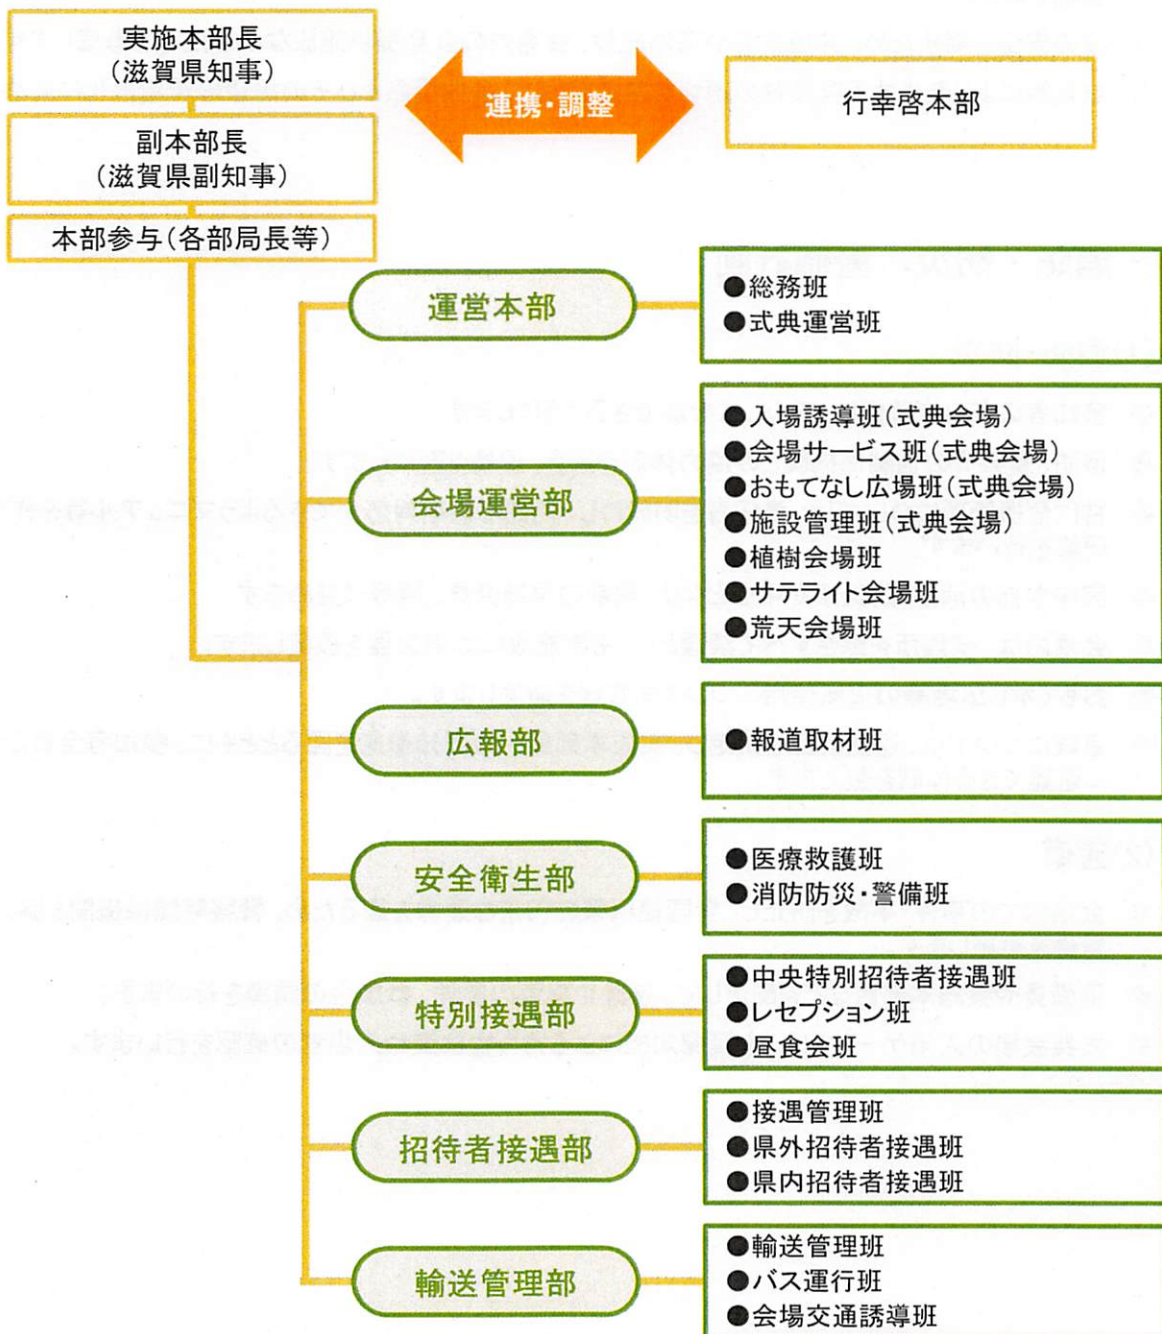 実施本部長
(滋賀県知事)
連携・調整
行幸啓本部
副本部長
(滋賀県副知事)
本部参与(各部局長等)
運営本部
●総務班
●式典運営班
会場運営部
●入場誘導班(式典会場)
●会場サービス班(式典会場)
●おもてなし広場班(式典会場)
●施設管理班(式典会場)
●植樹会場班
●サテライト会場班
●荒天会場班
広報部
●報道取材班
安全衛生部
●医療救護班
●消防防災・警備班
特別接遇部
●中央特別招待者接遇班
●レセプション班
●昼食会班
招待者接遇部
●接遇管理班
●県外招待者接遇班
●県内招待者接遇班
輸送管理部
●輸送管理班
●バス運行班
●会場交通誘導班